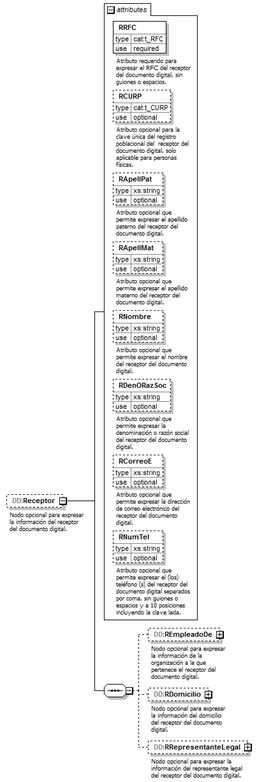 attributes
RRFC
type cat:t_RFC
use required
Atributo requerido para
expresar el RFC del receptor
del documento digital, sin
guiones o espacios.
RCURP
type cat:t_CURP
use optional
Atributo opcional para la
clave única del registro
poblacional del receptor del
documento digital, solo
aplicable para personas
físicas.
RApellPat
type xs:string
use optional
Atributo opcional que
permite expresar el apellido
paterno del receptor del
documento digital.
RApellMat
type xs:string
use optional
Atributo opcional que
permite expresar el apellido
materno del receptor del
documento digital.
RNombre
type xs:string
use optional
Atributo opcional que
permite expresar el nombre
del receptor del documento
digital.
RDenORazSoc
type xs:string
use optional
Atributo opcional que
permite expresar la
denominación o razón social
del receptor del documento
digital.
RCorreoE
type xs:string
use optional
Atributo opcional que
permite expresar la dirección
de correo electrónico del
receptor del documento
digital.
RNumTel
type xs:string
use optional
Atributo opcional que
permite expresar el (los)
teléfono (s) del receptor del
documento digital separados
por coma, sin guiones o
espacios y a 10 posiciones
incluyendo la clave lada.
DD:Receptor
Nodo opcional para expresar
la información del receptor
del documento digital.
DD:REmpleadoDe
Nodo opcional para expresar
la información de la
organización a la que
pertenece el receptor del
documento digital.
DD:RDomicilio
Nodo opcional para expresar
la información del domicilio
del receptor del documento
digital.
DD:RRepresentanteLegal
Nodo opcional para expresar la
información del representante legal
del receptor del documento digital.